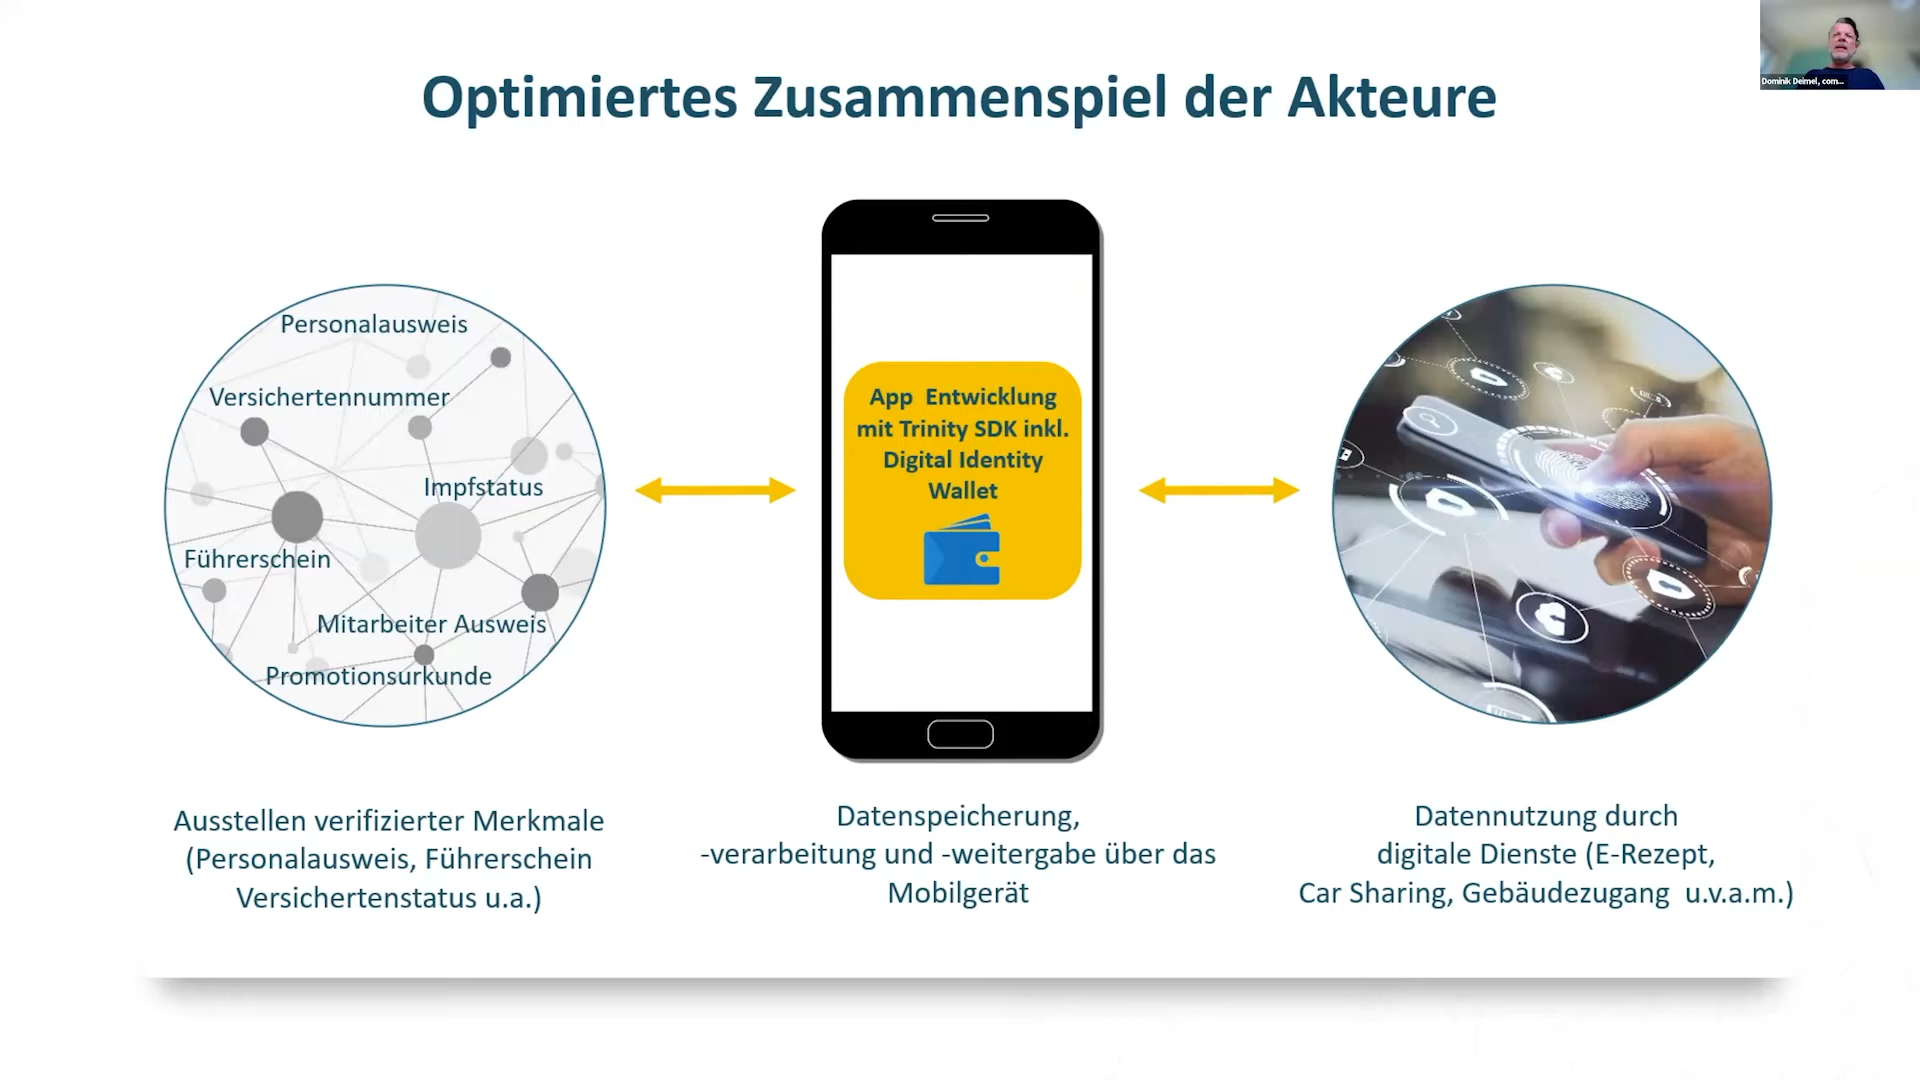 Dominik Deimel, com...
Optimiertes Zusammenspiel der Akteure
Personalausweis
Versichertennummer
Impfstatus
Führerschein
Mitarbeiter Ausweis
Promotionsurkunde
App Entwicklung
mit Trinity SDK inkl.
Digital Identity
Wallet
Ausstellen verifizierter Merkmale
(Personalausweis, Führerschein
Versichertenstatus u.a.)
Datenspeicherung,
-verarbeitung und -weitergabe über das
Mobilgerät
Datennutzung durch
digitale Dienste (E-Rezept,
Car Sharing, Gebäudezugang u.v.a.m.)